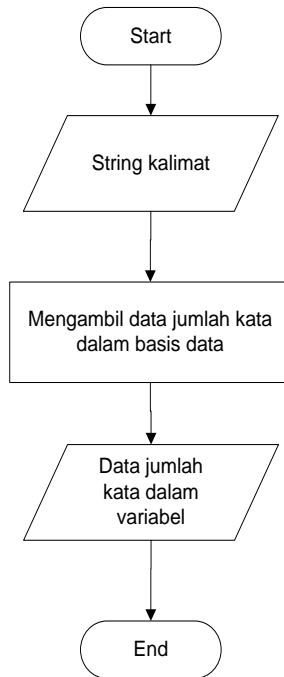 Start
String kalimat
Mengambil data jumlah kata
dalam basis data
Data jumlah
kata dalam
variabel
End